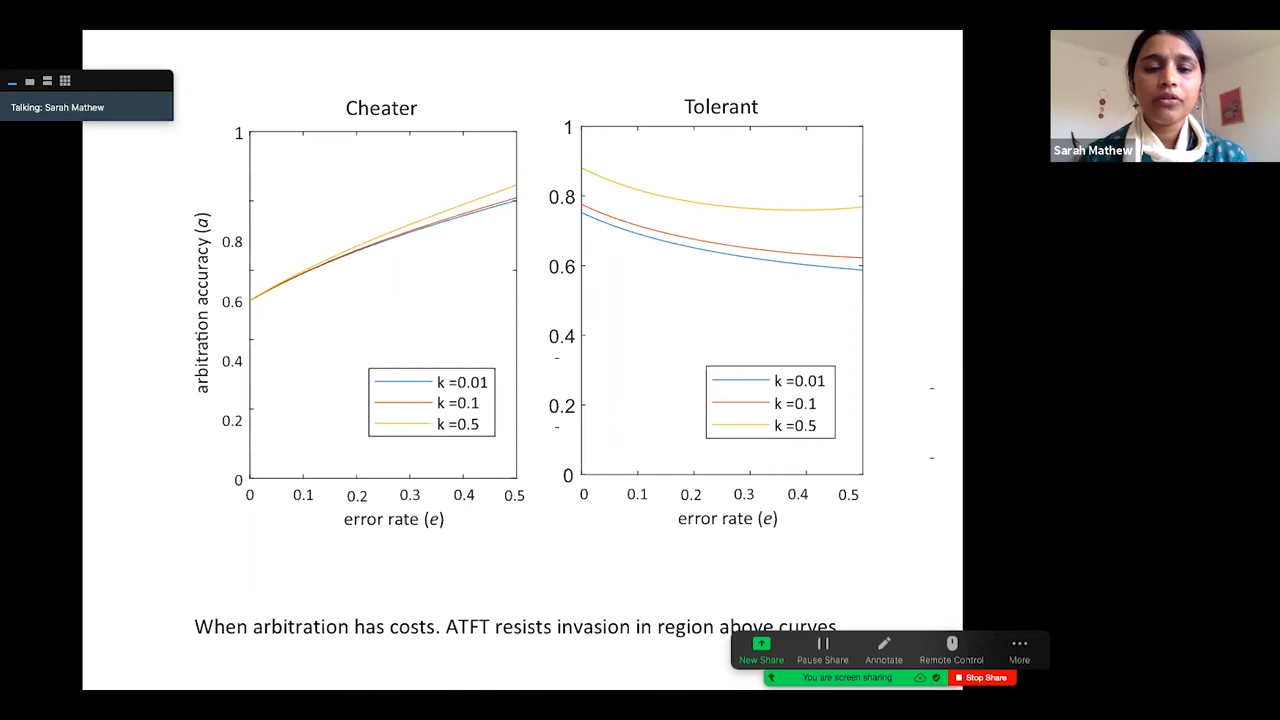 Talking: Sarah Mathew
Sarah Mathew
Cheater
Tolerant
arbitration accuracy (a)
1
0.8
0.6
0.4
0.2
0
0 0.1 0.2 0.3 0.4 0.5
error rate (e)
k =0.01
k =0.1
k =0.5
1
0.8
0.6
0.4
0.2
0
0 0.1 0.2 0.3 0.4 0.5
error rate (e)
k =0.01
k =0.1
k =0.5
When arbitration has costs. ATFT resists invasion in region above curves
New Share Pause Share Annotate Remote Control More
You are screen sharing Stop Share